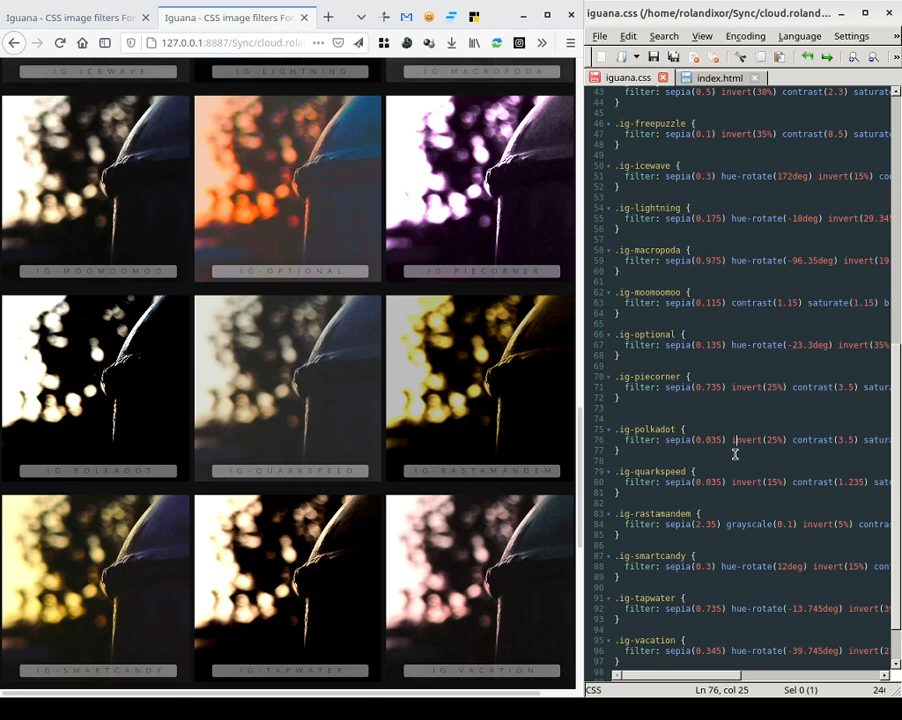 Iguana - CSS image filters For
Iguana - CSS image filters For
127.0.0.1:8887/Sync/cloud.rola
IG-ICEWAVE
IG-LIGHTNING
IG-MACROPODA
IG-MOOMOOMOO
IG-OPTIONAL
IG-PIECORNER
IG-POLKADOT
IG-QUARKSPEED
IG-RASTAMANDEM
IG-SMARTCANDY
IG-TAPWATER
IG-VACATION
iguana.css (/home/rolandixor/Sync/cloud.roland...
File Edit Search View Encoding Language Settings »
iguana.css index.html
43 filter: sepia(0.5) invert(30%) contrast(2.3) saturat
44 }
45
46 .ig-freepuzzle {
47 filter: sepia(0.1) invert(35%) contrast(8.5) saturat
48 }
49
50 .ig-icewave {
51 filter: sepia(0.3) hue-rotate(172deg) invert(15%) co
52 }
53
54 .ig-lightning {
55 filter: sepia(0.175) hue-rotate(-18deg) invert(29.345
56 }
57
58 .ig-macropoda {
59 filter: sepia(0.975) hue-rotate(-96.35deg) invert(19
60 }
61
62 .ig-moomoomoo {
63 filter: sepia(0.115) contrast(1.15) saturate(1.15) b
64 }
65
66 .ig-optional {
67 filter: sepia(0.135) hue-rotate(-23.3deg) invert(35%
68 }
69
70 .ig-piecorner {
71 filter: sepia(0.735) invert(25%) contrast(3.5) satur
72 }
73
74
75 .ig-polkadot {
76 filter: sepia(0.035) invert(25%) contrast(3.5) satur
77 }
78
79 .ig-quarkspeed {
80 filter: sepia(0.035) invert(15%) contrast(1.235) sat
81 }
82
83 .ig-rastamandem {
84 filter: sepia(2.35) grayscale(0.1) invert(5%) contra
85 }
86
87 .ig-smartcandy {
88 filter: sepia(0.3) hue-rotate(12deg) invert(15%) con
89 }
90
91 .ig-tapwater {
92 filter: sepia(0.735) hue-rotate(-13.745deg) invert(3
93 }
94
95 .ig-vacation {
96 filter: sepia(0.345) hue-rotate(-39.745deg) invert(2
97 }
CSS Ln 76, col 25 Sel 0 (1)